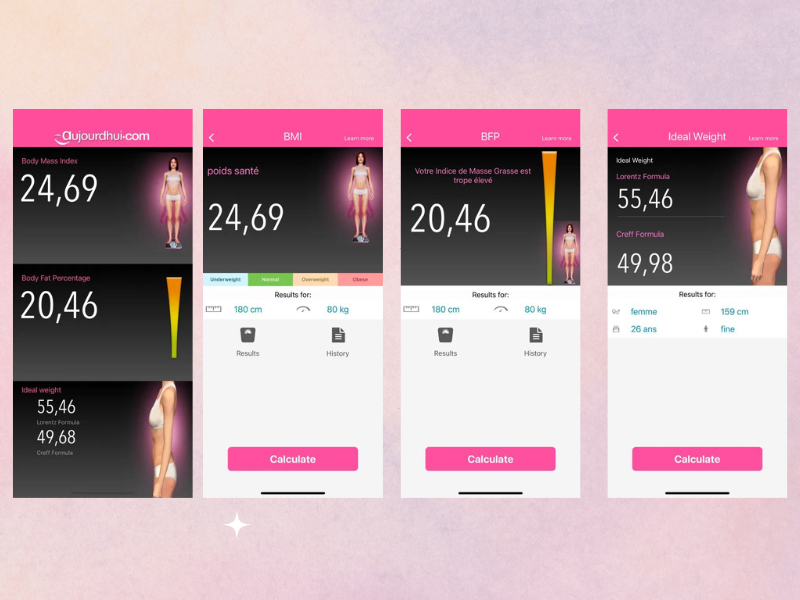 aujourdhui.com
Body Mass Index
24,69
Body Fat Percentage
20,46
Ideal weight
55,46
Lorentz Formula
49,68
Creff Formula
BMI
Learn more
poids santé
24,69
Underweight Normal Overweight Obese
Results for:
180 cm 80 kg
Results History
Calculate
BFP
Learn more
Votre Indice de Masse Grasse est
trope élevé
20,46
Results for:
180 cm 80 kg
Results History
Calculate
Ideal Weight
Learn more
Ideal Weight
Lorentz Formula
55,46
Creff Formula
49,98
Results for:
femme 159 cm
26 ans fine
Calculate